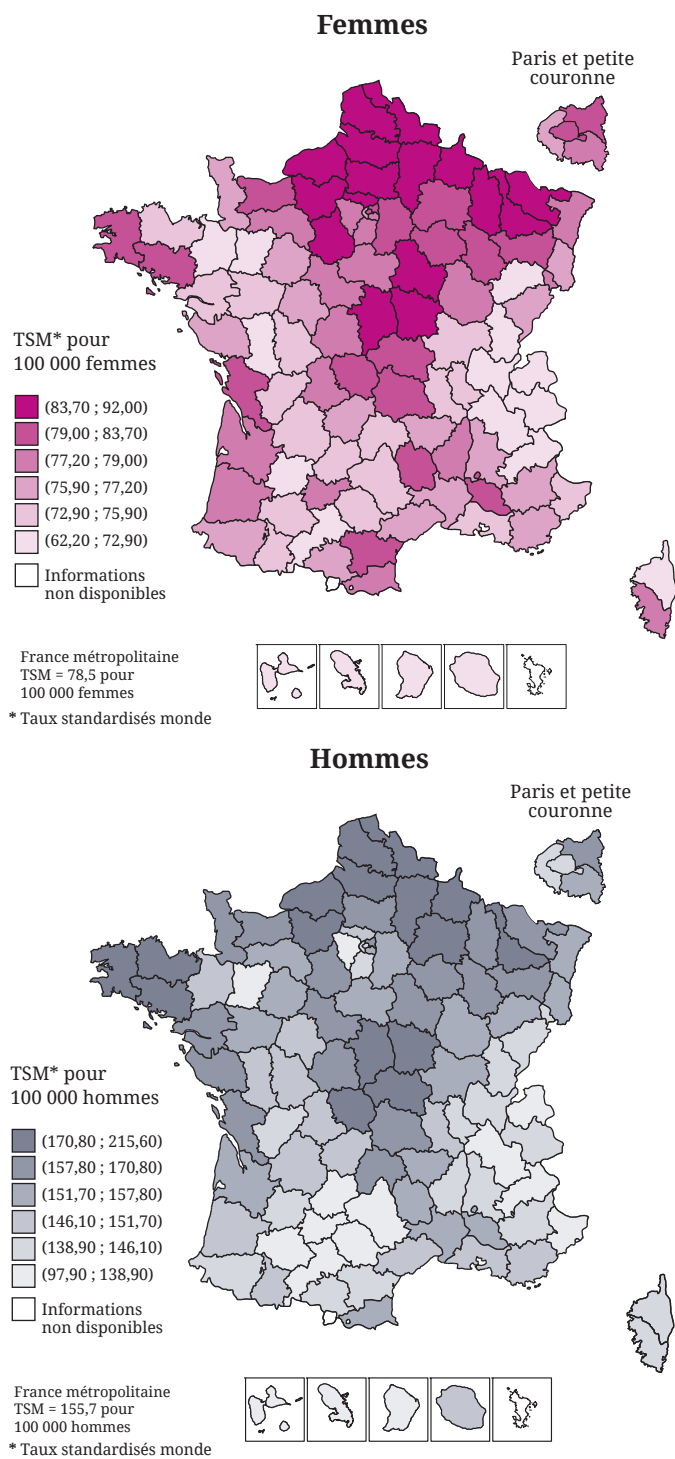 Femmes
Paris et petite
couronne
TSM* pour
100 000 femmes
(83,70 ; 92,00)
(79,00 ; 83,70)
(77,20 ; 79,00)
(75,90 ; 77,20)
(72,90 ; 75,90)
(62,20 ; 72,90)
Informations
non disponibles
France métropolitaine
TSM = 78,5 pour
100 000 femmes
* Taux standardisés monde
Hommes
Paris et petite
couronne
TSM* pour
100 000 hommes
(170,80 ; 215,60)
(157,80 ; 170,80)
(151,70 ; 157,80)
(146,10 ; 151,70)
(138,90 ; 146,10)
(97,90 ; 138,90)
Informations
non disponibles
France métropolitaine
TSM = 155,7 pour
100 000 hommes
* Taux standardisés monde